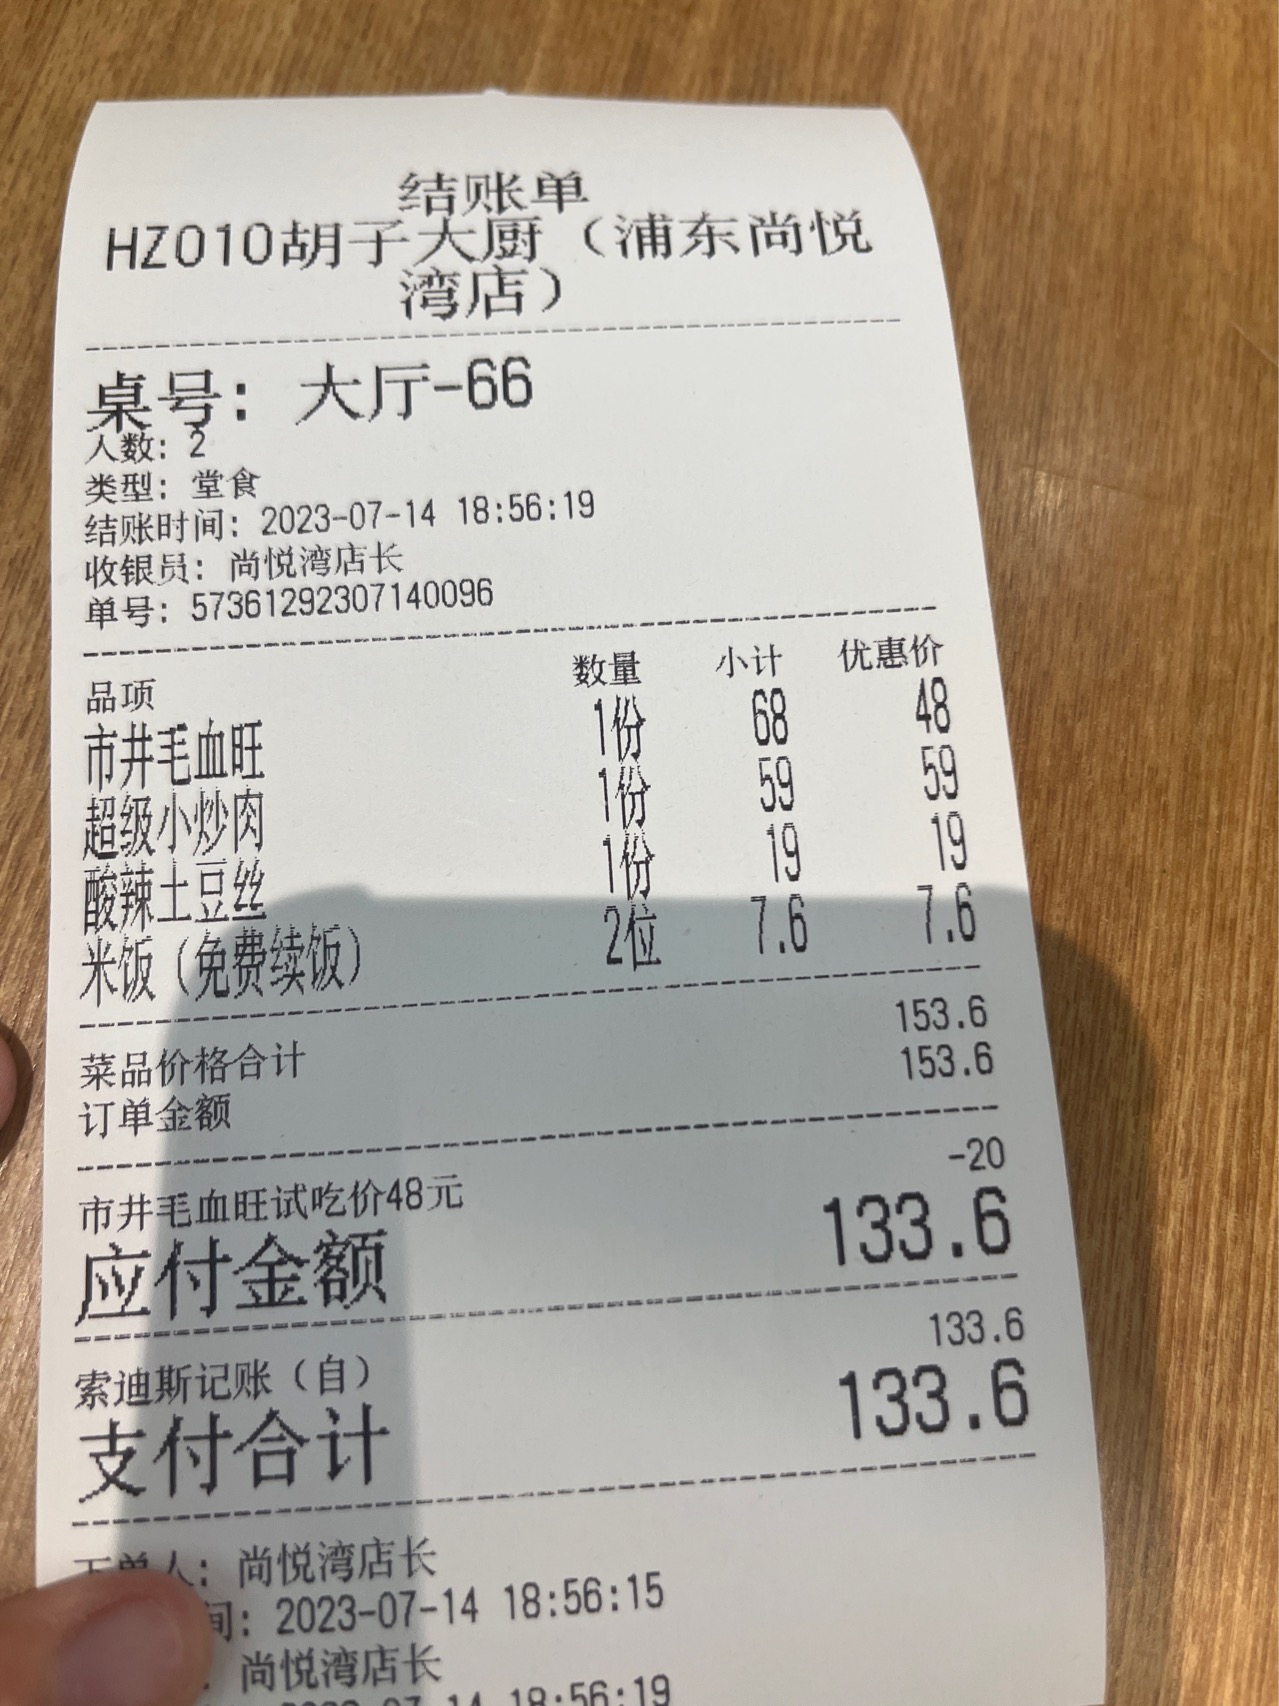 结账单
HZ010胡子大厨（浦东尚悦
湾店）
桌号：大厅-66
人数：2
类型：堂食
结账时间：2023-07-14 18:56:19
收银员：尚悦湾店长
单号：57361292307140096
品项 数量 小计 优惠价
市井毛血旺 1份 68 48
超级小炒肉 1份 59 59
酸辣土豆丝 1份 19 19
米饭（免费续饭） 2位 7.6 7.6
菜品价格合计 153.6
订单金额 153.6
市井毛血旺试吃价48元 -20
应付金额 133.6
索迪斯记账（自） 133.6
支付合计 133.6
下单人：尚悦湾店长
间：2023-07-14 18:56:15
尚悦湾店长
14 18:56:19